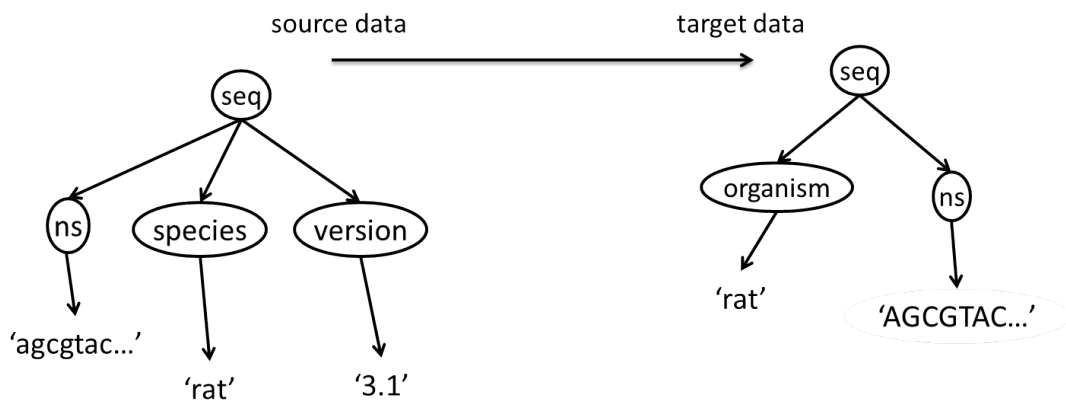 source data
target data
seq
seq
ns
species
version
organism
ns
‘agcgtac...’
‘rat’
‘3.1’
‘rat’
‘AGCGTAC...’